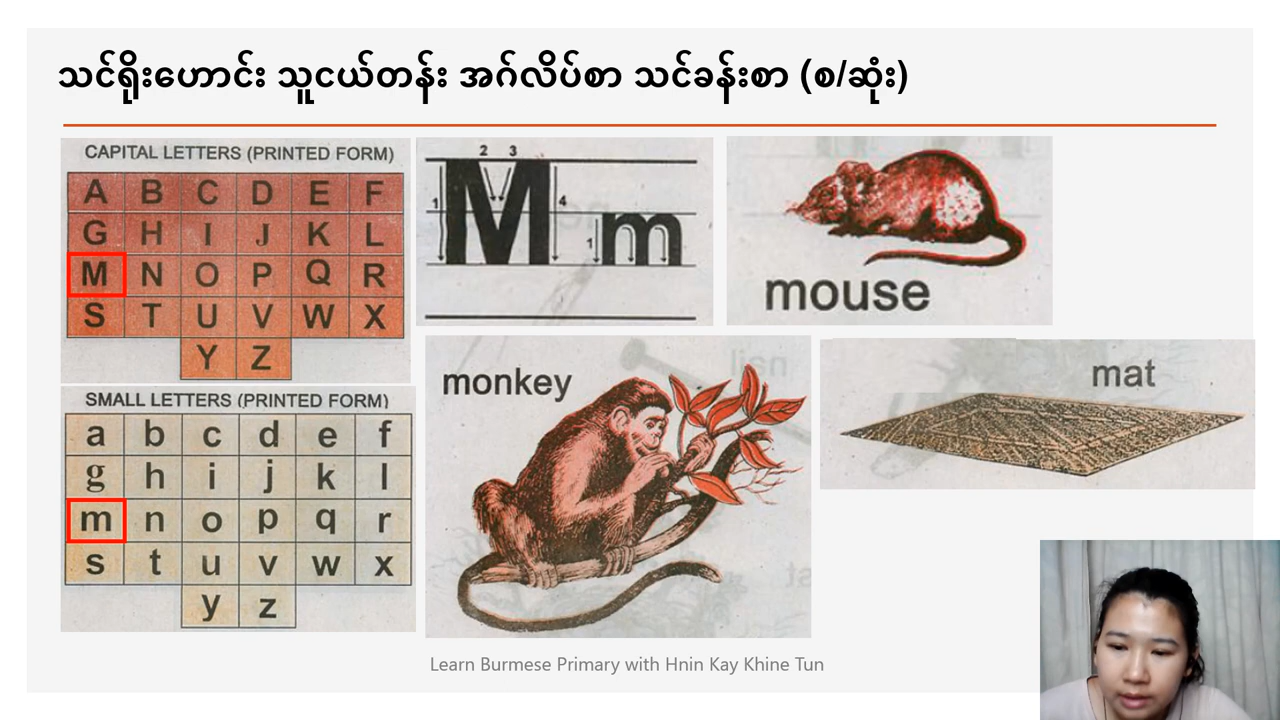 သင်ရိုးဟောင်း သူငယ်တန်း အင်္ဂလိပ်စာ သင်ခန်းစာ (စ/ဆုံး)
CAPITAL LETTERS (PRINTED FORM)
A B C D E F
G H I J K L
M N O P Q R
S T U V W X
Y Z
SMALL LETTERS (PRINTED FORM)
a b c d e f
g h i j k l
m n o p q r
s t u v w x
y z
1 2 3 4
M m
1
mouse
monkey
mat
Learn Burmese Primary with Hnin Kay Khine Tun